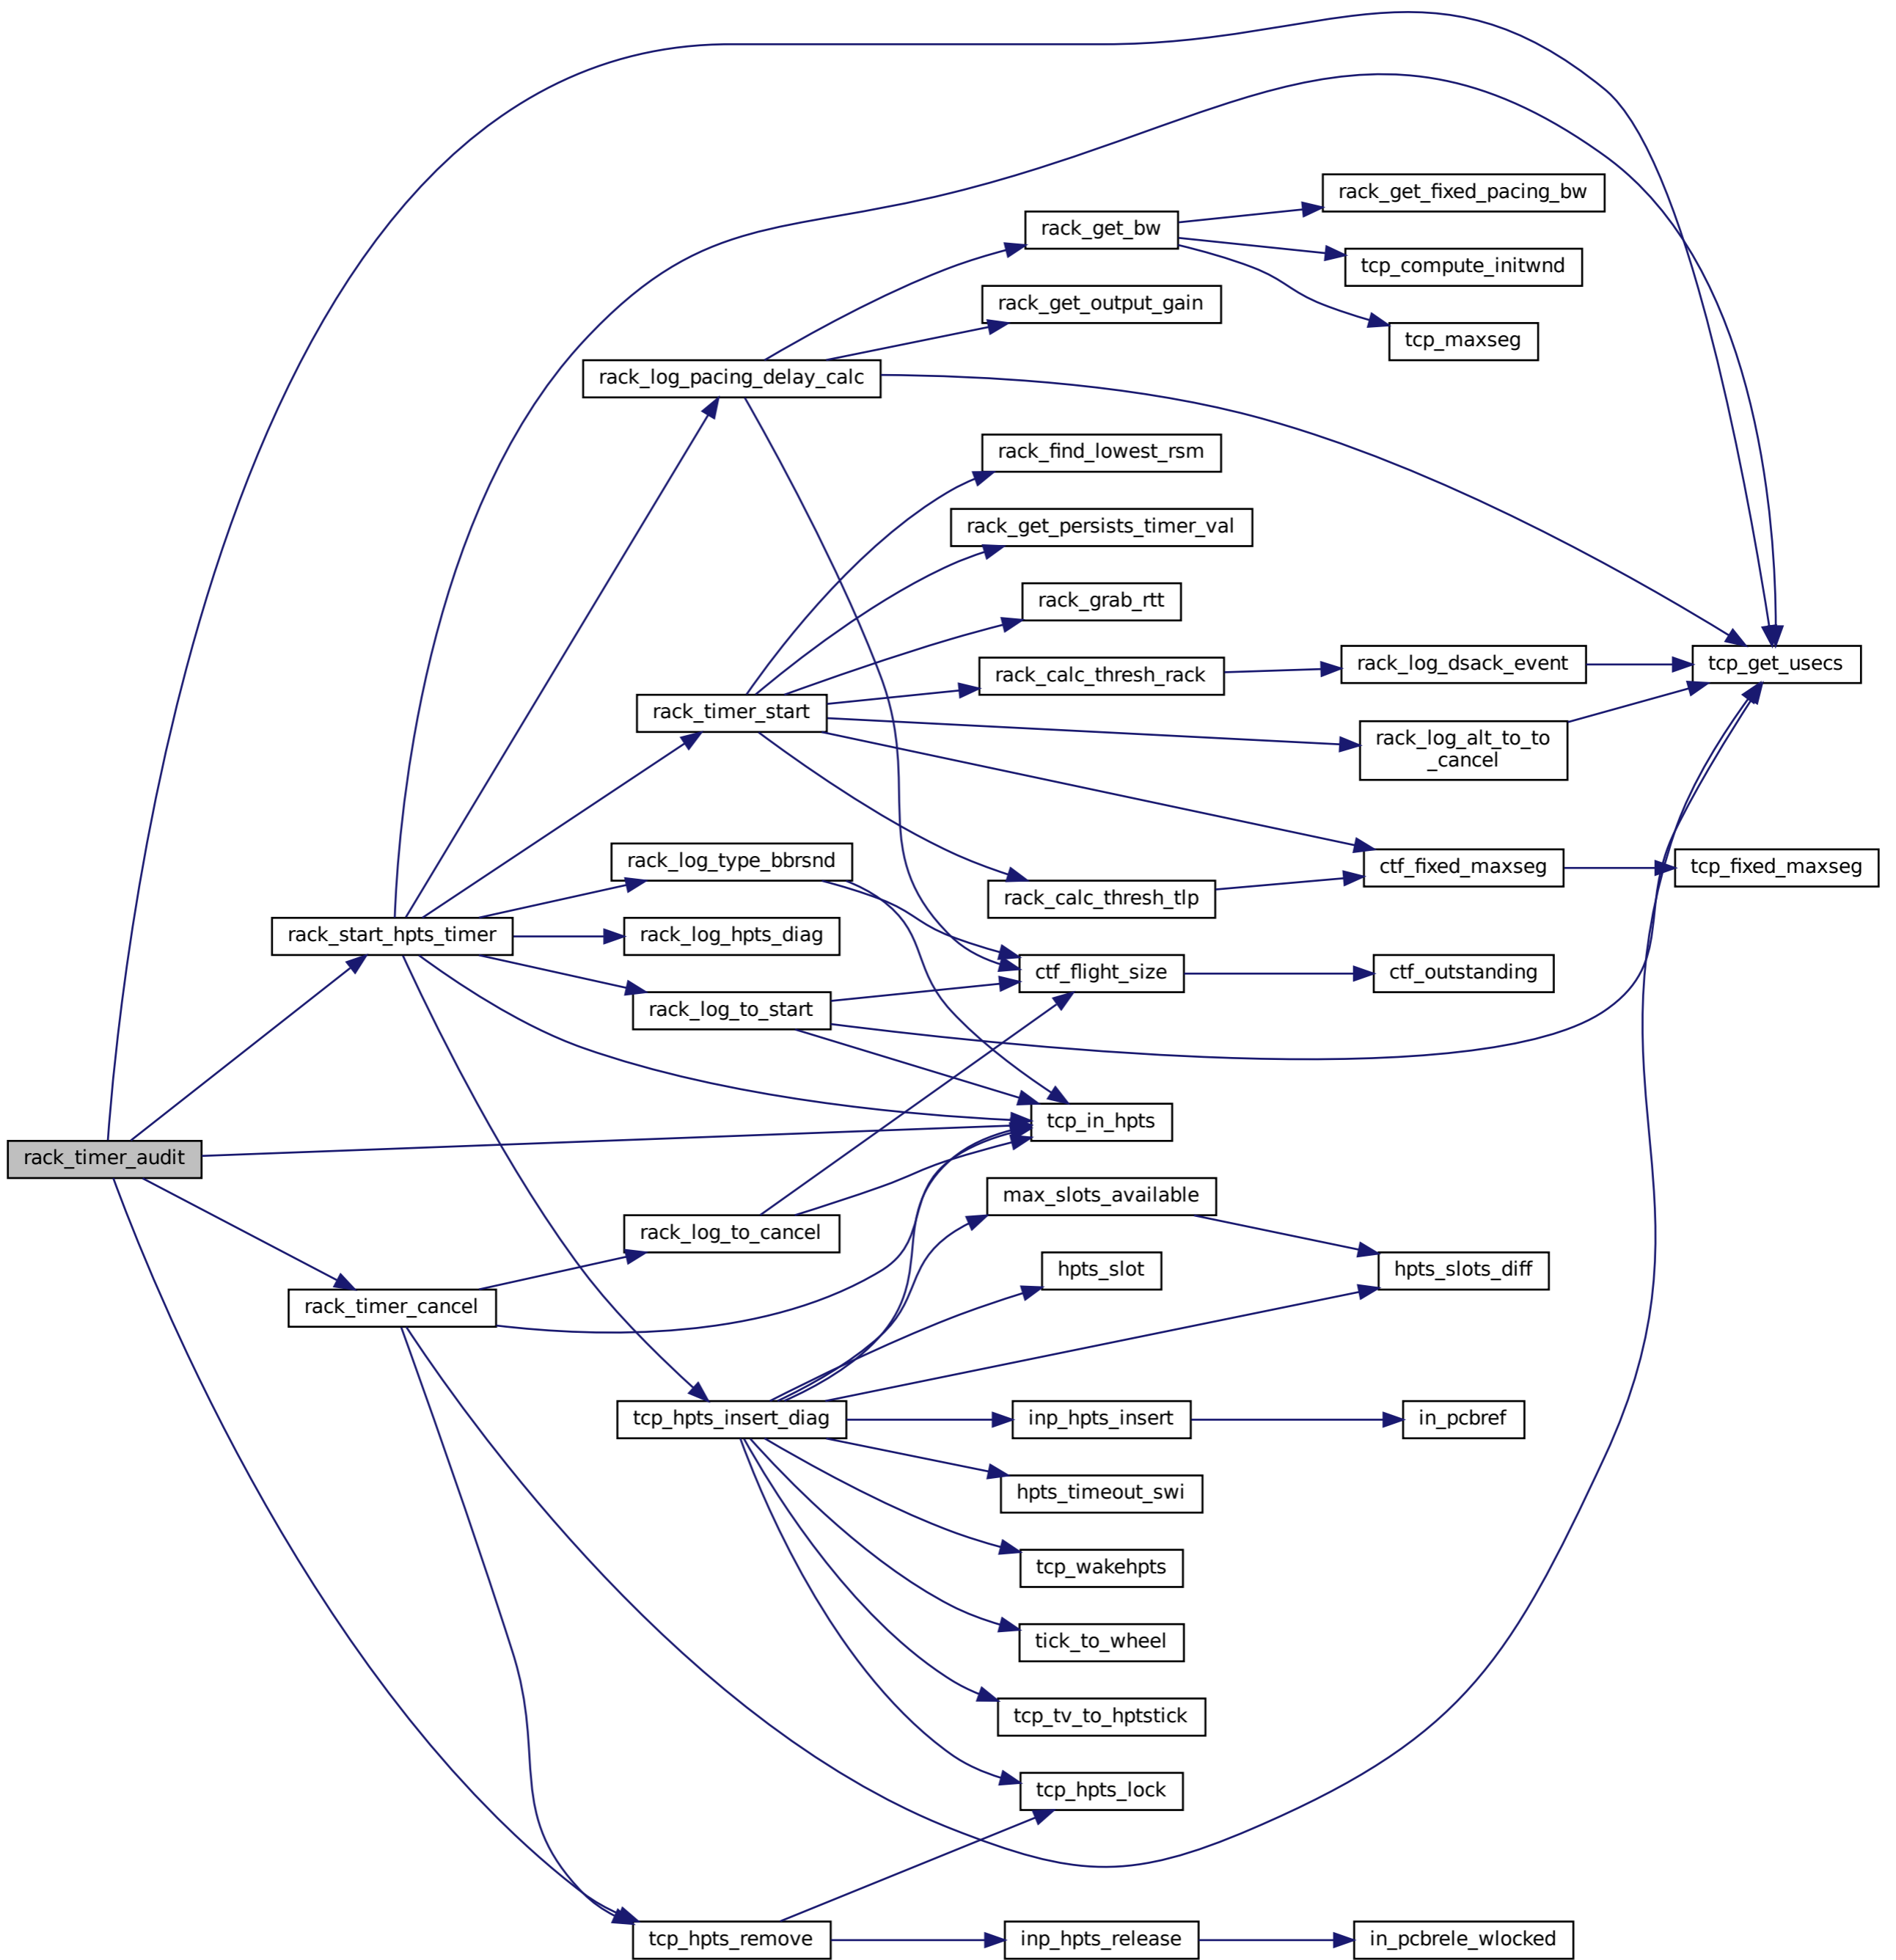 rack_get_fixed_pacing_bw
rack_get_bw
tcp_compute_initwnd
rack_get_output_gain
tcp_maxseg
rack_log_pacing_delay_calc
rack_find_lowest_rsm
rack_get_persists_timer_val
rack_grab_rtt
rack_calc_thresh_rack
rack_log_dsack_event
tcp_get_usecs
rack_timer_start
rack_log_alt_to_to
_cancel
rack_log_type_bbrsnd
ctf_fixed_maxseg
tcp_fixed_maxseg
rack_calc_thresh_tlp
rack_start_hpts_timer
rack_log_hpts_diag
ctf_flight_size
ctf_outstanding
rack_log_to_start
tcp_in_hpts
rack_timer_audit
max_slots_available
rack_log_to_cancel
hpts_slot
hpts_slots_diff
rack_timer_cancel
tcp_hpts_insert_diag
inp_hpts_insert
in_pcbref
hpts_timeout_swi
tcp_wakehpts
tick_to_wheel
tcp_tv_to_hptstick
tcp_hpts_lock
tcp_hpts_remove
inp_hpts_release
in_pcbrele_wlocked